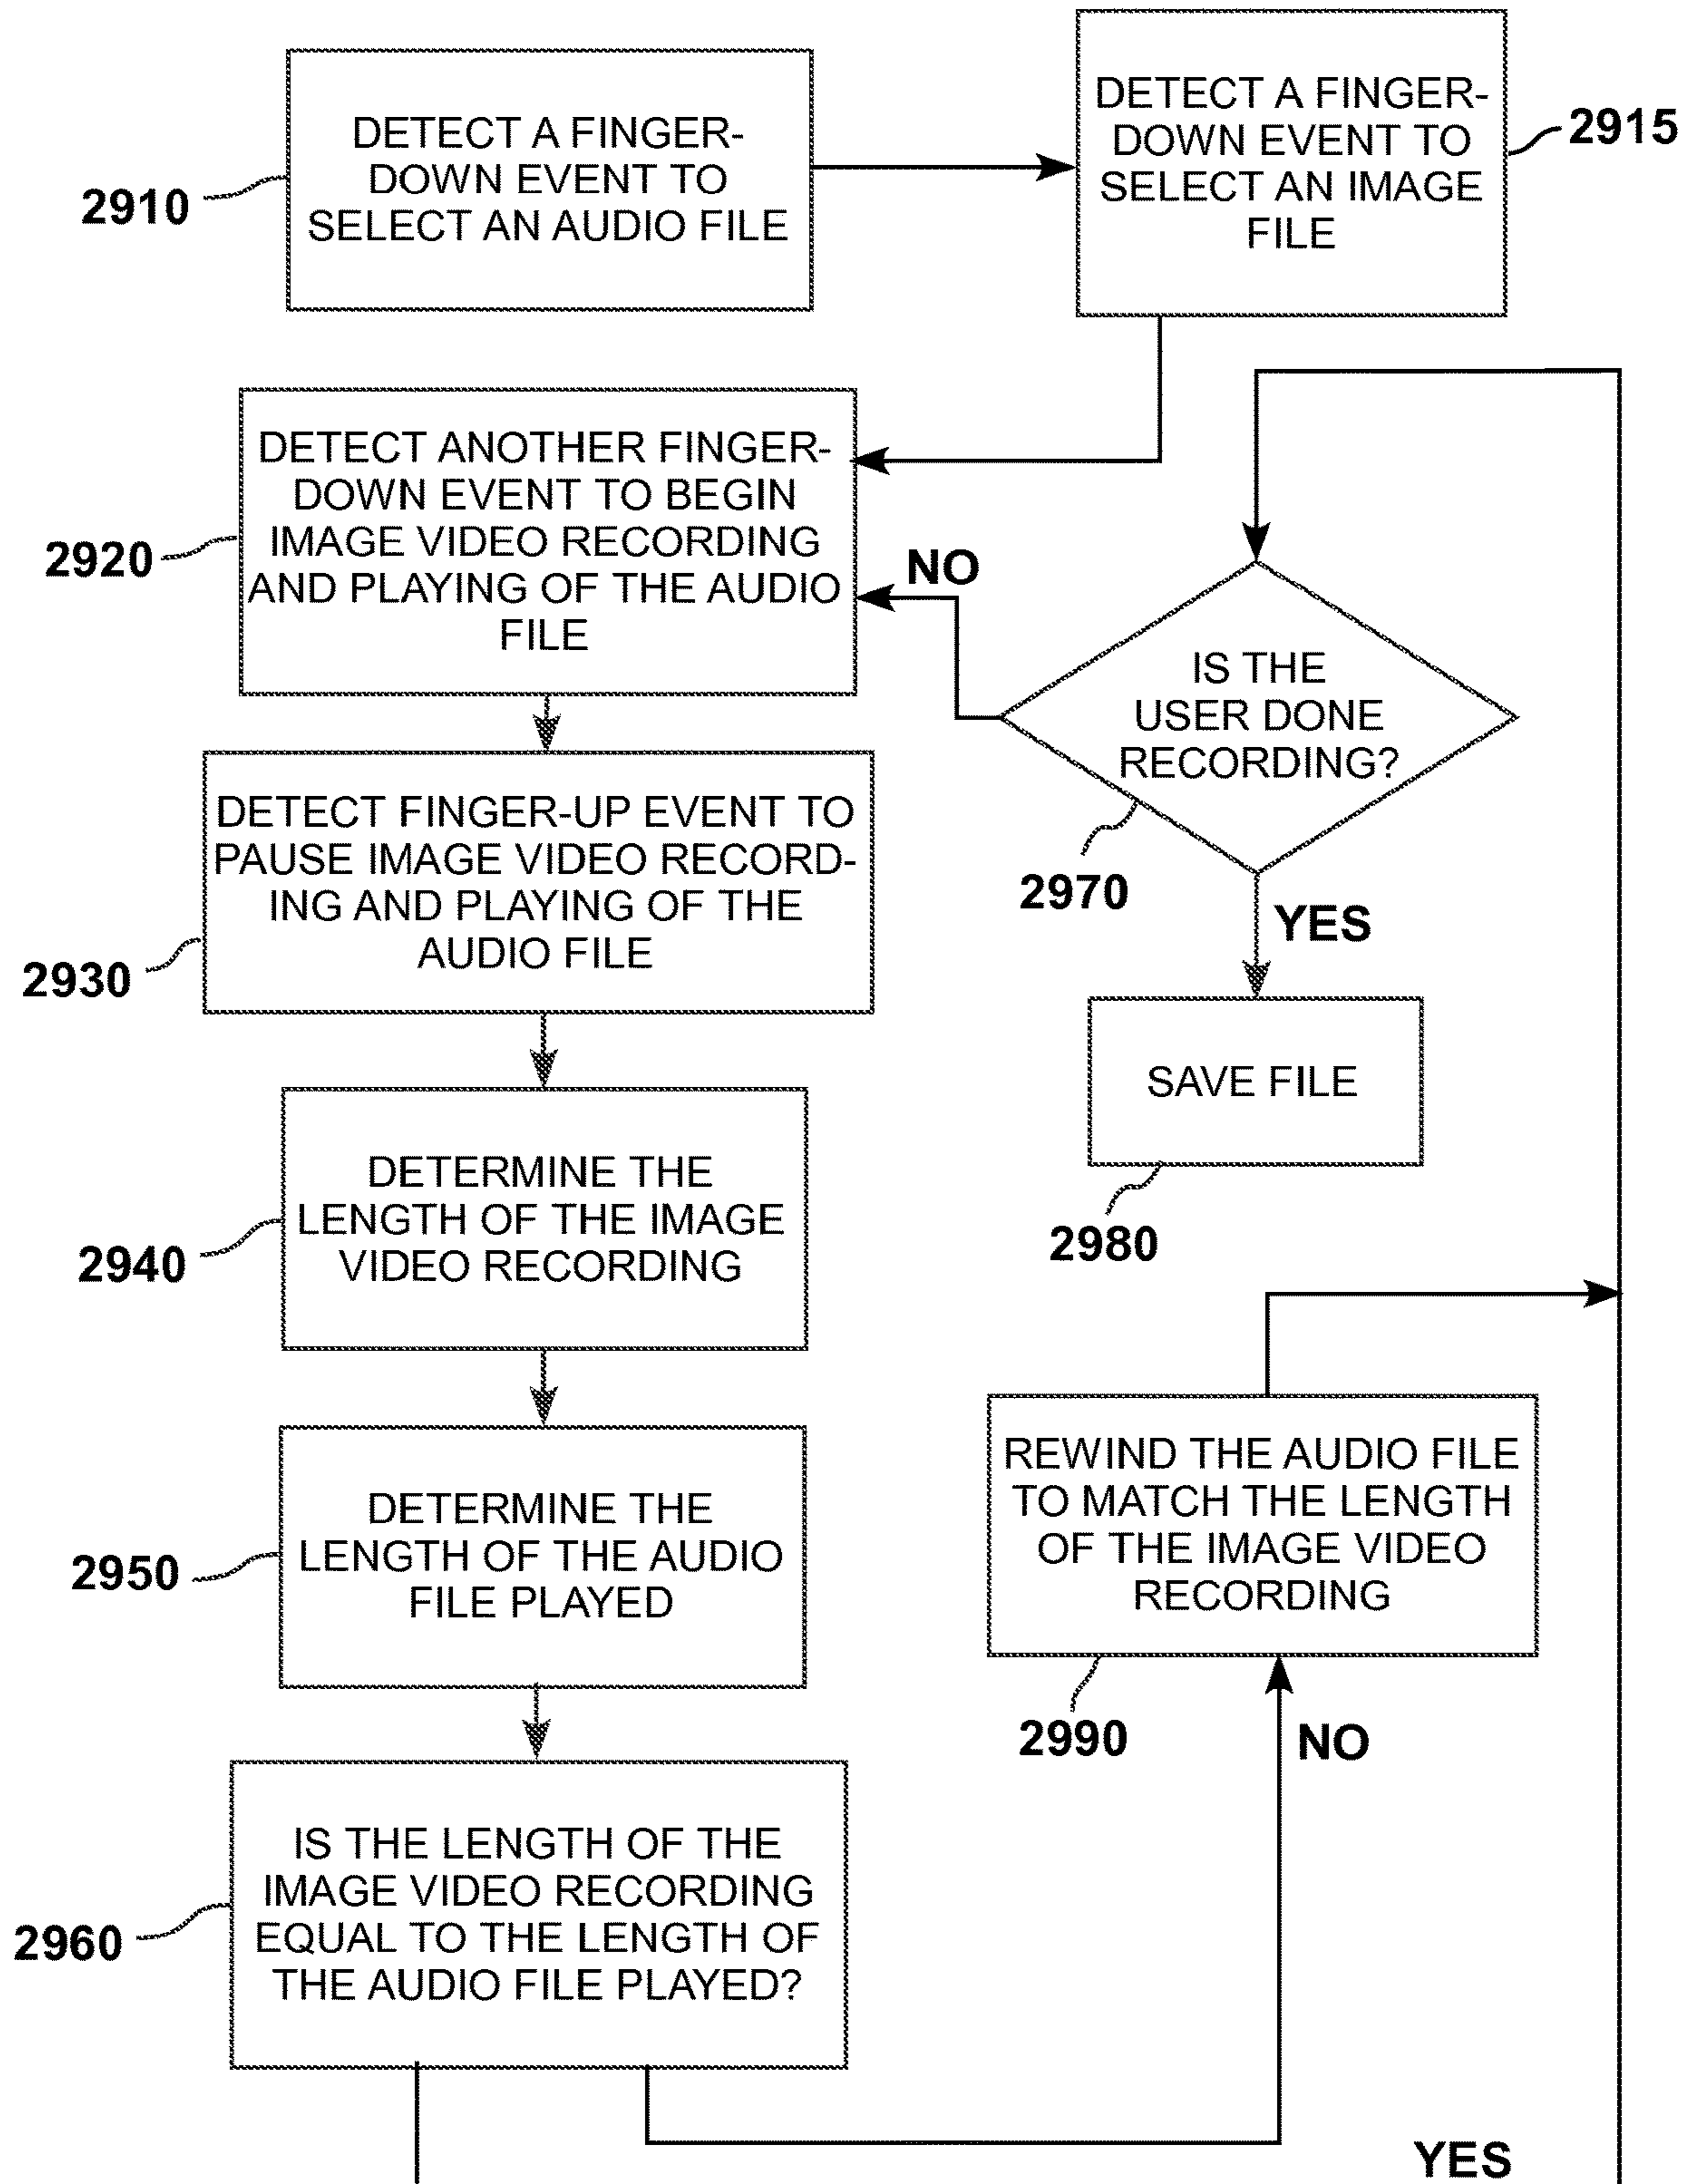 DETECT A FINGER-
DOWN EVENT TO
SELECT AN AUDIO FILE
2910
DETECT A FINGER-
DOWN EVENT TO
SELECT AN IMAGE
FILE
2915
DETECT ANOTHER FINGER-
DOWN EVENT TO BEGIN
IMAGE VIDEO RECORDING
AND PLAYING OF THE AUDIO
FILE
2920
NO
IS THE
USER DONE
RECORDING?
2970
YES
DETECT FINGER-UP EVENT TO
PAUSE IMAGE VIDEO RECORD-
ING AND PLAYING OF THE
AUDIO FILE
2930
SAVE FILE
2980
DETERMINE THE
LENGTH OF THE IMAGE
VIDEO RECORDING
2940
DETERMINE THE
LENGTH OF THE AUDIO
FILE PLAYED
2950
REWIND THE AUDIO FILE
TO MATCH THE LENGTH
OF THE IMAGE VIDEO
RECORDING
2990
NO
IS THE LENGTH OF THE
IMAGE VIDEO RECORDING
EQUAL TO THE LENGTH OF
THE AUDIO FILE PLAYED?
2960
YES